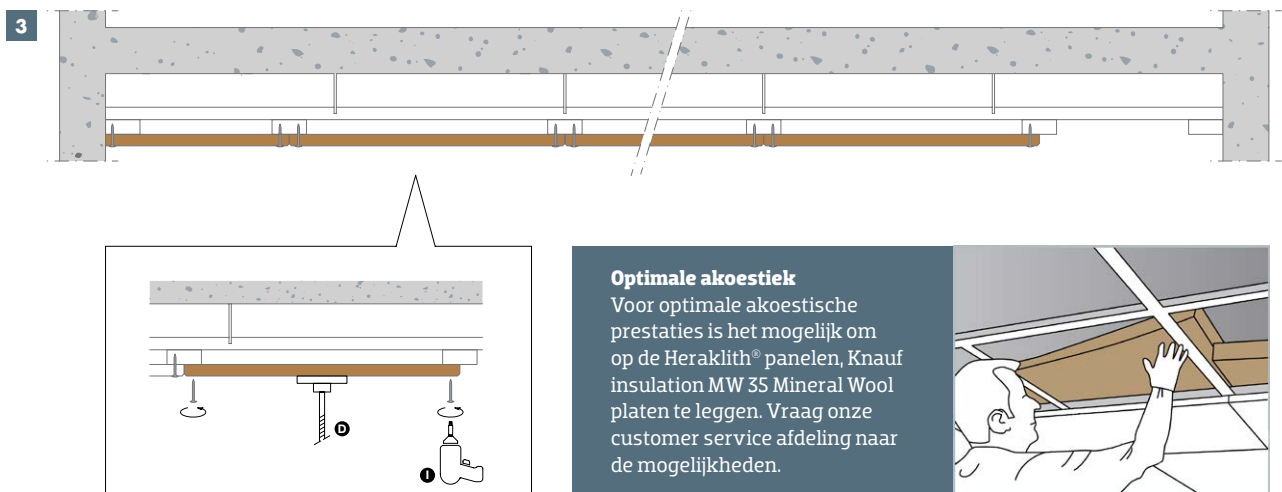 3
D
I
Optimale akoestiek
Voor optimale akoestische
prestaties is het mogelijk om
op de Heraklith® panelen, Knauf
insulation MW 35 Mineral Wool
platen te leggen. Vraag onze
customer service afdeling naar
de mogelijkheden.